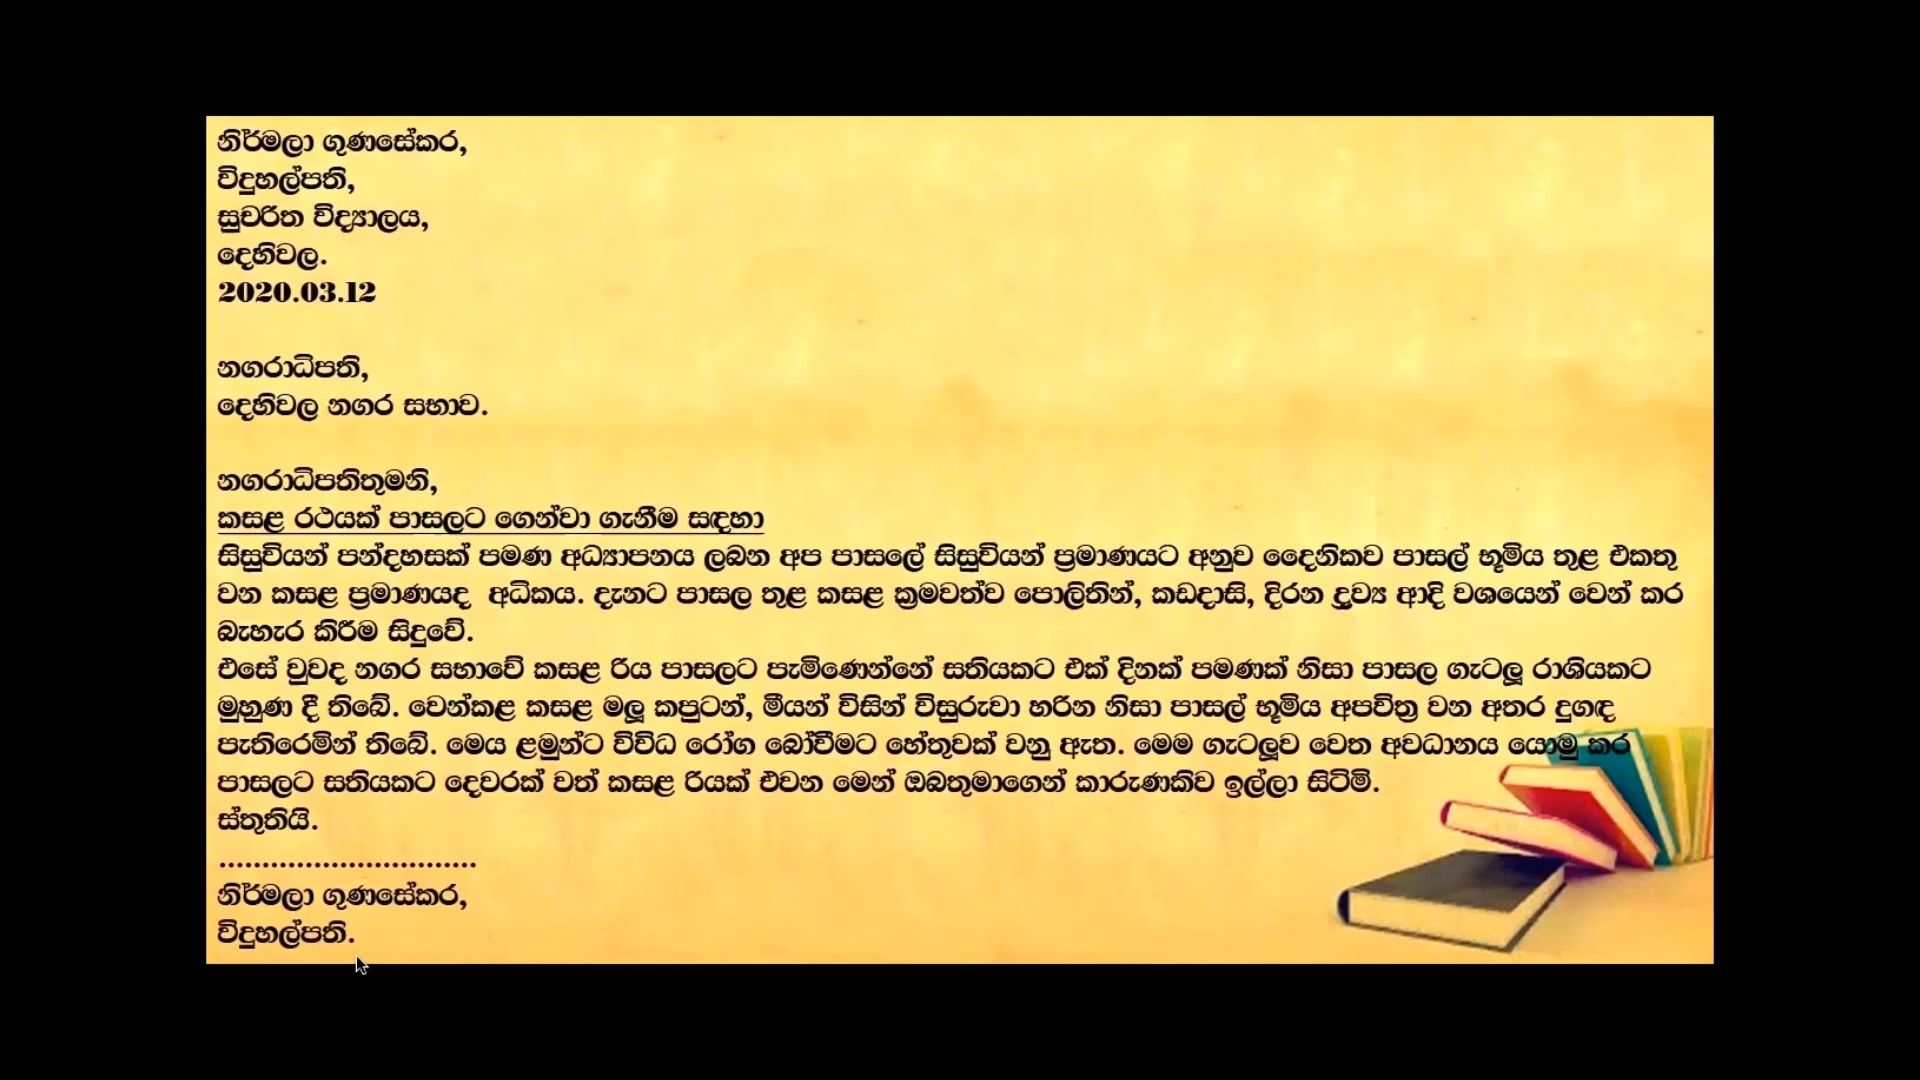 නිර්මලා ගුණසේකර,
විදුහල්පති,
සුචරිත විද්‍යාලය,
දෙහිවල.
2020.03.12
නගරාධිපති,
දෙහිවල නගර සභාව.
නගරාධිපතිතුමනි,
කසළ රථයක් පාසලට ගෙන්වා ගැනීම සඳහා
සිසුවියන් පන්දහසක් පමණ අධ්‍යාපනය ලබන අප පාසලේ සිසුවියන් ප්‍රමාණයට අනුව දෛනිකව පාසල් භූමිය තුළ එකතු
වන කසළ ප්‍රමාණයද අධිකය. දැනට පාසල තුළ කසළ ක්‍රමවත්ව පොලිතින්, කඩදාසි, දිරන ද්‍රව්‍ය ආදි වශයෙන් වෙන් කර
බැහැර කිරීම සිදුවේ.
එසේ වුවද නගර සභාවේ කසළ රිය පාසලට පැමිණෙන්නේ සතියකට එක් දිනක් පමණක් නිසා පාසල ගැටලූ රාශියකට
මුහුණ දී තිබේ. වෙන්කළ කසළ මලූ කපුටන්, මීයන් විසින් විසුරුවා හරින නිසා පාසල් භූමිය අපවිත්‍ර වන අතර දුගඳ
පැතිරෙමින් තිබේ. මෙය ළමුන්ට විවිධ රෝග බෝවීමට හේතුවක් වනු ඇත. මෙම ගැටලූව වෙත අවධානය යොමු කර
පාසලට සතියකට දෙවරක් වත් කසළ රියක් එවන මෙන් ඔබතුමාගෙන් කාරුණකිව ඉල්ලා සිටිමි.
ස්තූතියි.
..............................
නිර්මලා ගුණසේකර,
විදුහල්පති.